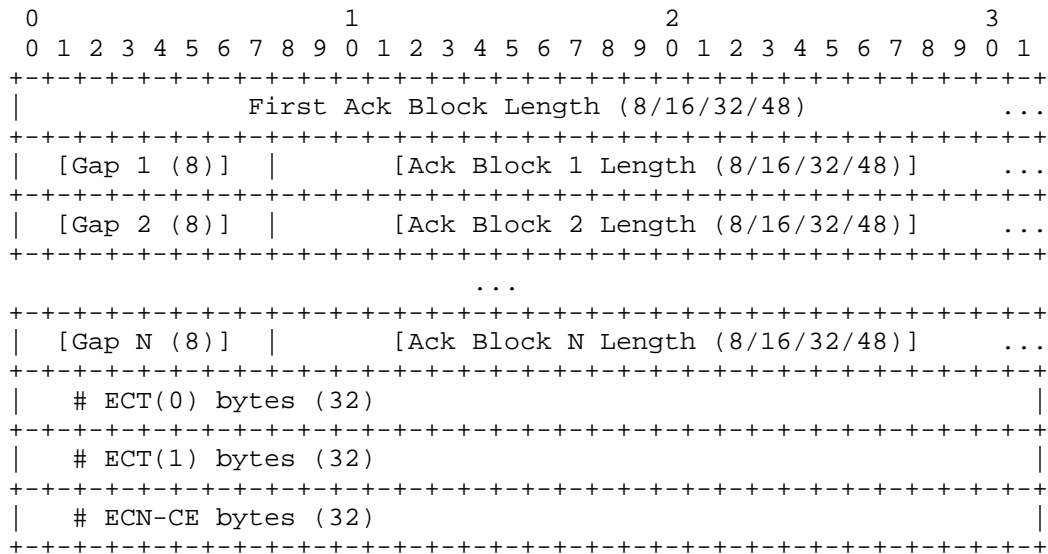 0                   1                   2                   3
 0 1 2 3 4 5 6 7 8 9 0 1 2 3 4 5 6 7 8 9 0 1 2 3 4 5 6 7 8 9 0 1
+-+-+-+-+-+-+-+-+-+-+-+-+-+-+-+-+-+-+-+-+-+-+-+-+-+-+-+-+-+-+-+-+
|              First Ack Block Length (8/16/32/48)            ...
+-+-+-+-+-+-+-+-+-+-+-+-+-+-+-+-+-+-+-+-+-+-+-+-+-+-+-+-+-+-+-+-+
|  [Gap 1 (8)]  |       [Ack Block 1 Length (8/16/32/48)]     ...
+-+-+-+-+-+-+-+-+-+-+-+-+-+-+-+-+-+-+-+-+-+-+-+-+-+-+-+-+-+-+-+-+
|  [Gap 2 (8)]  |       [Ack Block 2 Length (8/16/32/48)]     ...
+-+-+-+-+-+-+-+-+-+-+-+-+-+-+-+-+-+-+-+-+-+-+-+-+-+-+-+-+-+-+-+-+
                             ...
+-+-+-+-+-+-+-+-+-+-+-+-+-+-+-+-+-+-+-+-+-+-+-+-+-+-+-+-+-+-+-+-+
|  [Gap N (8)]  |       [Ack Block N Length (8/16/32/48)]     ...
+-+-+-+-+-+-+-+-+-+-+-+-+-+-+-+-+-+-+-+-+-+-+-+-+-+-+-+-+-+-+-+-+
|   # ECT(0) bytes (32)                                         |
+-+-+-+-+-+-+-+-+-+-+-+-+-+-+-+-+-+-+-+-+-+-+-+-+-+-+-+-+-+-+-+-+
|   # ECT(1) bytes (32)                                         |
+-+-+-+-+-+-+-+-+-+-+-+-+-+-+-+-+-+-+-+-+-+-+-+-+-+-+-+-+-+-+-+-+
|   # ECN-CE bytes (32)                                         |
+-+-+-+-+-+-+-+-+-+-+-+-+-+-+-+-+-+-+-+-+-+-+-+-+-+-+-+-+-+-+-+-+